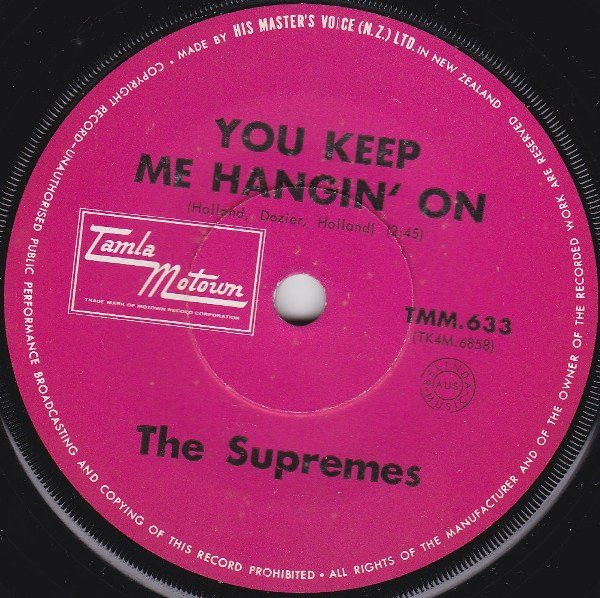 COPYRIGHT RECORD—UNAUTHORISED PUBLIC PERFORMANCE BROADCASTING AND COPYING OF THIS RECORD PROHIBITED • ALL RIGHTS OF THE MANUFACTURER AND OF THE OWNER OF THE RECORDED WORK ARE RESERVED
• MADE BY HIS MASTER'S VOICE (N.Z.) LTD. IN NEW ZEALAND
YOU KEEP
ME HANGIN' ON
(Holland, Dozier, Holland) (2:45)
Tamla
Motown
TRADE MARK OF MOTOWN RECORD CORPORATION
TMM.633
(TK4M.6858)
AUS
The Supremes